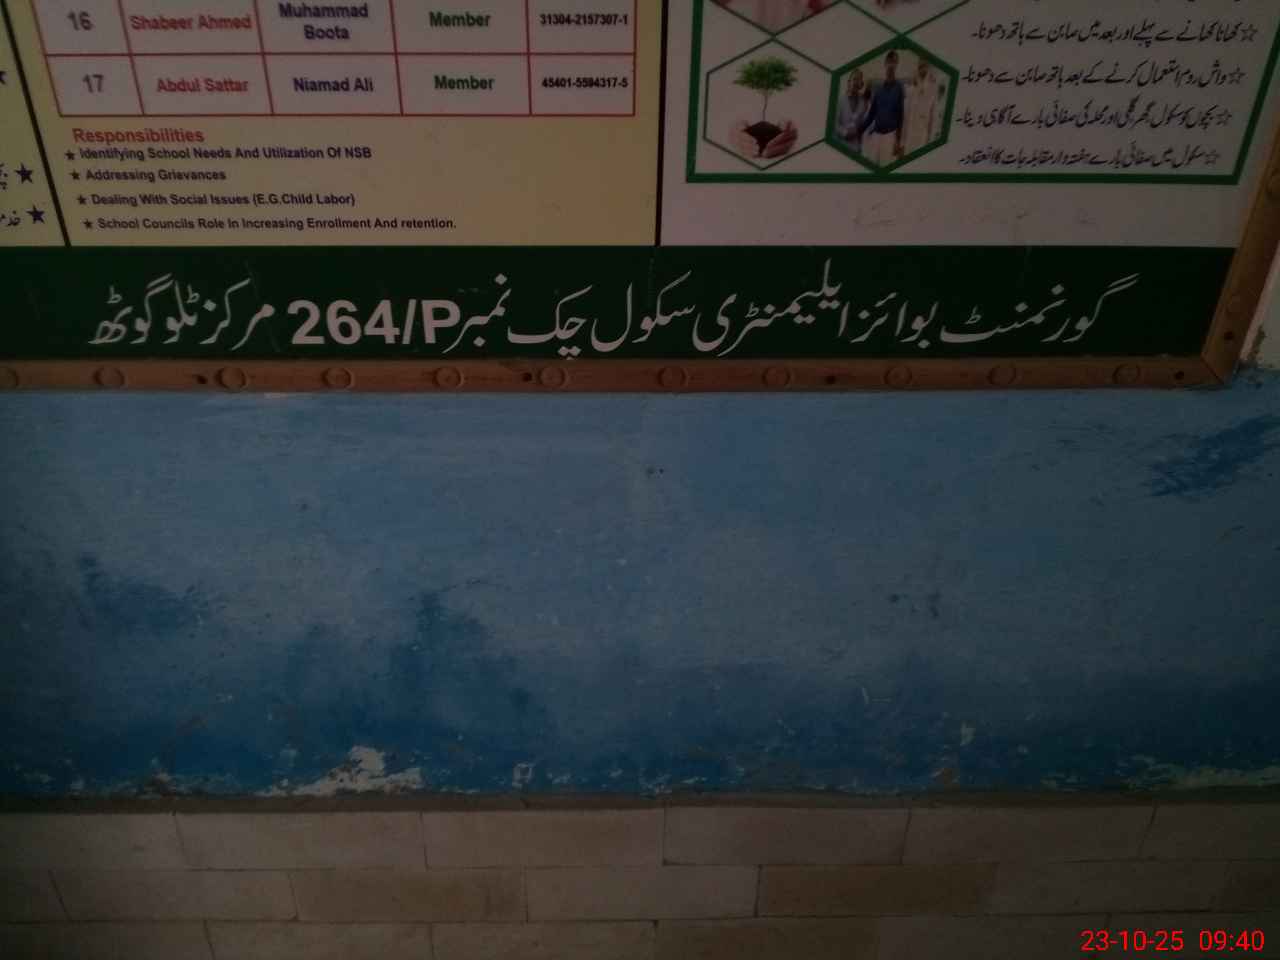 16 Shabeer Ahmed Muhammad Boota Member 31304-2157307-1
17 Abdul Sattar Niamad Ali Member 45401-5594317-5
Responsibilities
★ Identifying School Needs And Utilization Of NSB
★ Addressing Grievances
★ Dealing With Social Issues (E.G.Child Labor)
★ School Councils Role In Increasing Enrollment And retention.
☆ کھانا کھانے سے پہلے اور بعد میں صابن سے ہاتھ دھونا۔
☆ واش روم استعمال کرنے کے بعد ہاتھ صابن سے دھونا۔
☆ بچوں کو سکول، گھر، گلی اور محلہ کی صفائی بارے آگاہی دینا۔
☆ سکول میں صفائی بارے ہفتہ وار مقابلہ جات کا انعقاد۔
گورنمنٹ بوائز ایلیمنٹری سکول چک نمبر 264/P مرکز ٹلو گوٹھ
23-10-25 09:40